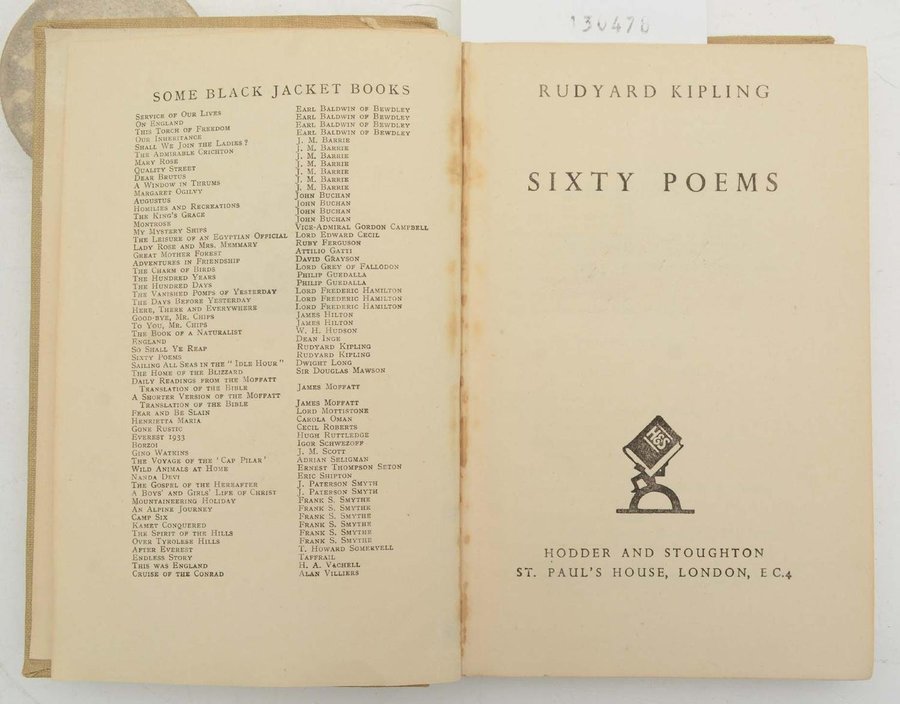 130478
SOME BLACK JACKET BOOKS
SERVICE OF OUR LIVES EARL BALDWIN OF BEWDLEY
ON ENGLAND EARL BALDWIN OF BEWDLEY
THIS TORCH OF FREEDOM EARL BALDWIN OF BEWDLEY
OUR INHERITANCE EARL BALDWIN OF BEWDLEY
SHALL WE JOIN THE LADIES? J. M. BARRIE
THE ADMIRABLE CRICHTON J. M. BARRIE
MARY ROSE J. M. BARRIE
QUALITY STREET J. M. BARRIE
DEAR BRUTUS J. M. BARRIE
A WINDOW IN THRUMS J. M. BARRIE
MARGARET OGILVY J. M. BARRIE
AUGUSTUS JOHN BUCHAN
HOMILIES AND RECREATIONS JOHN BUCHAN
THE KING'S GRACE JOHN BUCHAN
MONTROSE JOHN BUCHAN
MY MYSTERY SHIPS VICE-ADMIRAL GORDON CAMPBELL
THE LEISURE OF AN EGYPTIAN OFFICIAL LORD EDWARD CECIL
LADY ROSE AND MRS. MEMMARY RUBY FERGUSON
GREAT MOTHER FOREST ATTILIO GATTI
ADVENTURES IN FRIENDSHIP DAVID GRAYSON
THE CHARM OF BIRDS LORD GREY OF FALLODON
THE HUNDRED YEARS PHILIP GUEDALLA
THE HUNDRED DAYS PHILIP GUEDALLA
THE VANISHED POMPS OF YESTERDAY LORD FREDERIC HAMILTON
THE DAYS BEFORE YESTERDAY LORD FREDERIC HAMILTON
HERE, THERE AND EVERYWHERE LORD FREDERIC HAMILTON
GOOD-BYE, MR. CHIPS JAMES HILTON
TO YOU, MR. CHIPS JAMES HILTON
THE BOOK OF A NATURALIST W. H. HUDSON
ENGLAND DEAN INGE
SO SHALL YE REAP RUDYARD KIPLING
SIXTY POEMS RUDYARD KIPLING
SAILING ALL SEAS IN THE "IDLE HOUR" DWIGHT LONG
THE HOME OF THE BLIZZARD SIR DOUGLAS MAWSON
DAILY READINGS FROM THE MOFFATT
TRANSLATION OF THE BIBLE JAMES MOFFATT
A SHORTER VERSION OF THE MOFFATT
TRANSLATION OF THE BIBLE JAMES MOFFATT
FEAR AND BE SLAIN LORD MOTTISTONE
HENRIETTA MARIA CAROLA OMAN
GONE RUSTIC CECIL ROBERTS
EVEREST 1933 HUGH RUTTLEDGE
BORZOI IGOR SCHWEZOFF
GINO WATKINS J. M. SCOTT
THE VOYAGE OF THE 'CAP PILAR' ADRIAN SELIGMAN
WILD ANIMALS AT HOME ERNEST THOMPSON SETON
NANDA DEVI ERIC SHIPTON
THE GOSPEL OF THE HEREAFTER J. PATERSON SMYTH
A BOYS' AND GIRLS' LIFE OF CHRIST J. PATERSON SMYTH
MOUNTAINEERING HOLIDAY FRANK S. SMYTHE
AN ALPINE JOURNEY FRANK S. SMYTHE
CAMP SIX FRANK S. SMYTHE
KAMET CONQUERED FRANK S. SMYTHE
THE SPIRIT OF THE HILLS FRANK S. SMYTHE
OVER TYROLESE HILLS FRANK S. SMYTHE
AFTER EVEREST T. HOWARD SOMERVELL
ENDLESS STORY TAFFRAIL
THIS WAS ENGLAND H. A. VACHELL
CRUISE OF THE CONRAD ALAN VILLIERS
RUDYARD KIPLING
SIXTY POEMS
H&S
HODDER AND STOUGHTON
ST. PAUL'S HOUSE, LONDON, E C.4